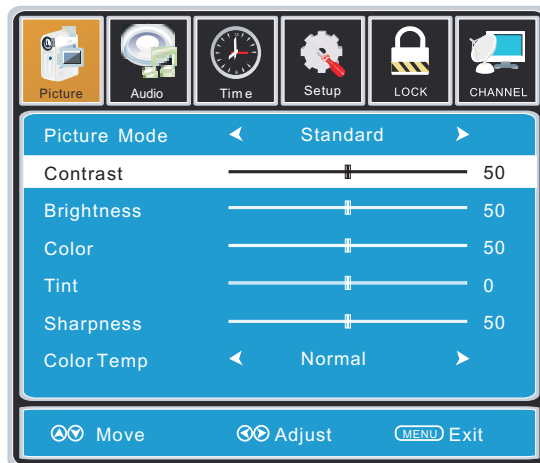 Picture Audio Time Setup LOCK CHANNEL
Picture Mode Standard
Contrast 50
Brightness 50
Color 50
Tint 0
Sharpness 50
Color Temp Normal
Move Adjust MENU Exit